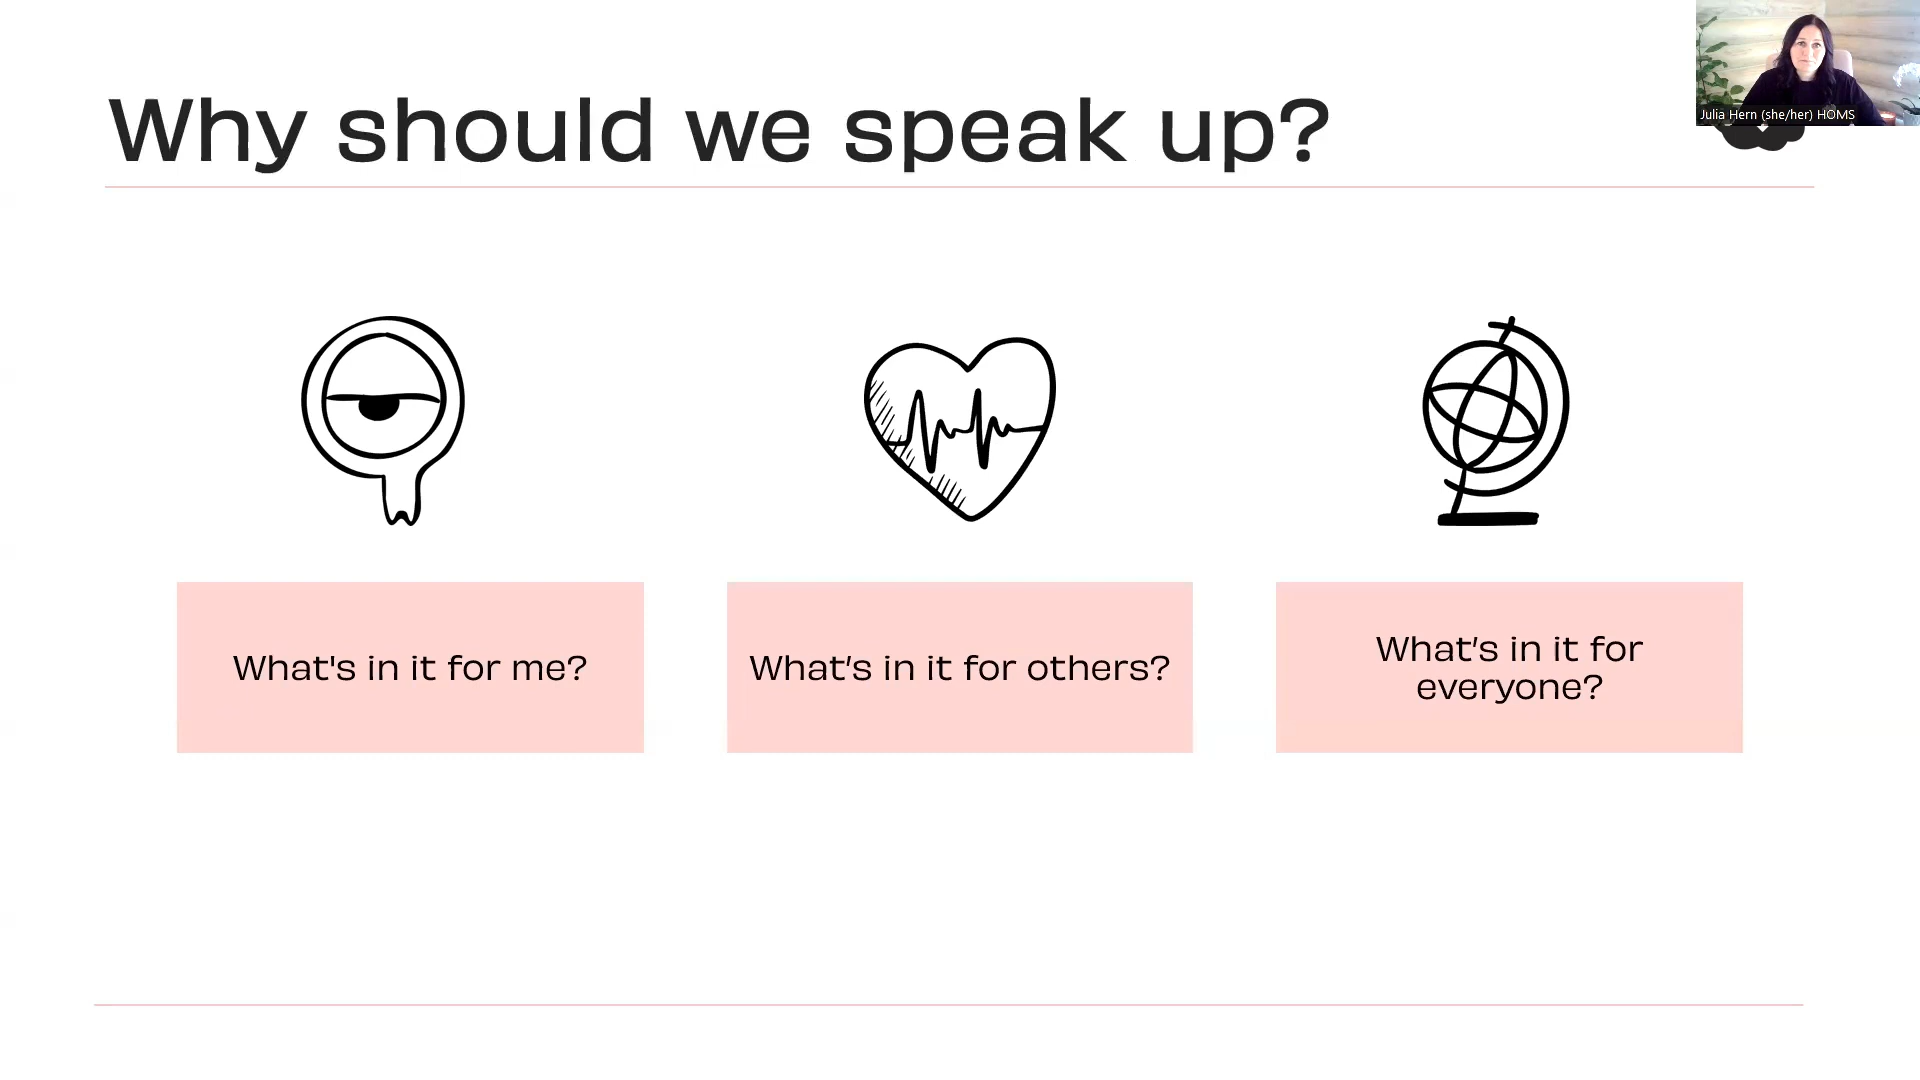 Why should we speak up?
Julia Hern (she/her) HOMS
What's in it for me?
What’s in it for others?
What’s in it for
everyone?